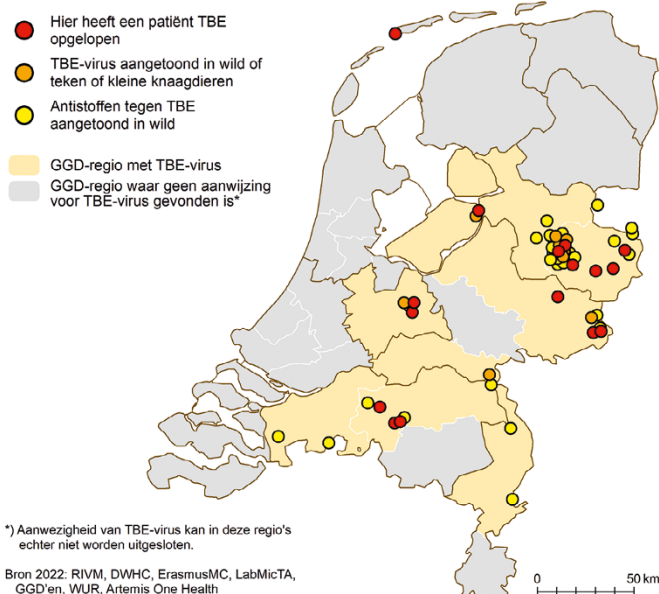 Hier heeft een patiënt TBE
opgelopen
TBE-virus aangetoond in wild of
teken of kleine knaagdieren
Antistoffen tegen TBE
aangetoond in wild
GGD-regio met TBE-virus
GGD-regio waar geen aanwijzing
voor TBE-virus gevonden is*
*) Aanwezigheid van TBE-virus kan in deze regio's
echter niet worden uitgesloten.
Bron 2022: RIVM, DWHC, ErasmusMC, LabMicTA,
GGD'en, WUR, Artemis One Health
0 50 km